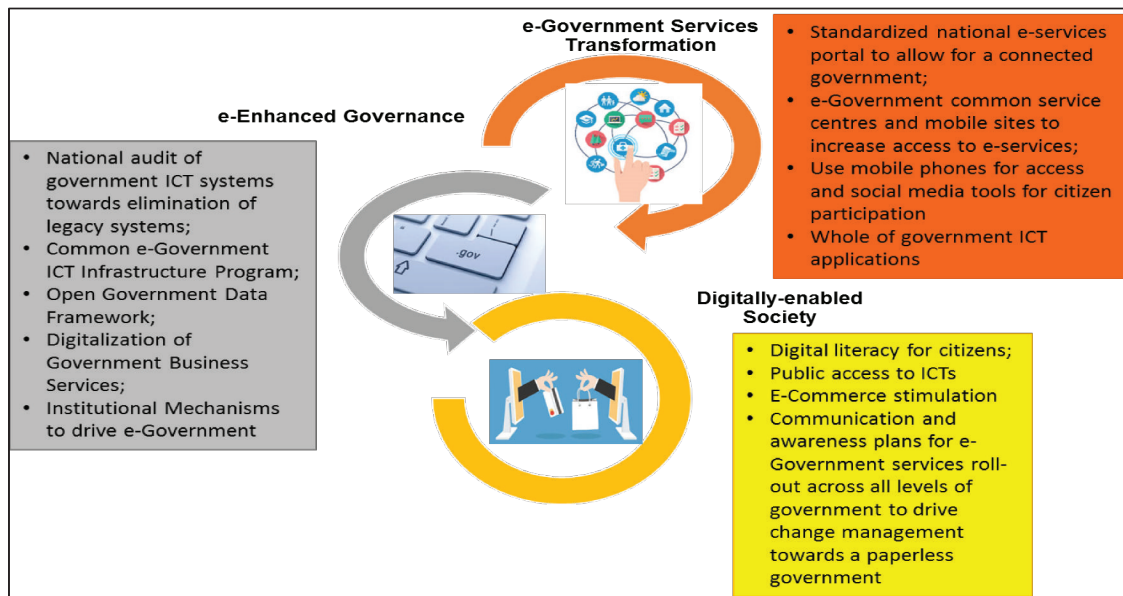 e-Government Services
Transformation
• Standardized national e-services
portal to allow for a connected
government;
• e-Government common service
centres and mobile sites to
increase access to e-services;
• Use mobile phones for access
and social media tools for citizen
participation
• Whole of government ICT
applications
e-Enhanced Governance
• National audit of
government ICT systems
towards elimination of
legacy systems;
• Common e-Government
ICT Infrastructure Program;
• Open Government Data
Framework;
• Digitalization of
Government Business
Services;
• Institutional Mechanisms
to drive e-Government
.gov
Digitally-enabled
Society
• Digital literacy for citizens;
• Public access to ICTs
• E-Commerce stimulation
• Communication and
awareness plans for e-
Government services roll-
out across all levels of
government to drive
change management
towards a paperless
government